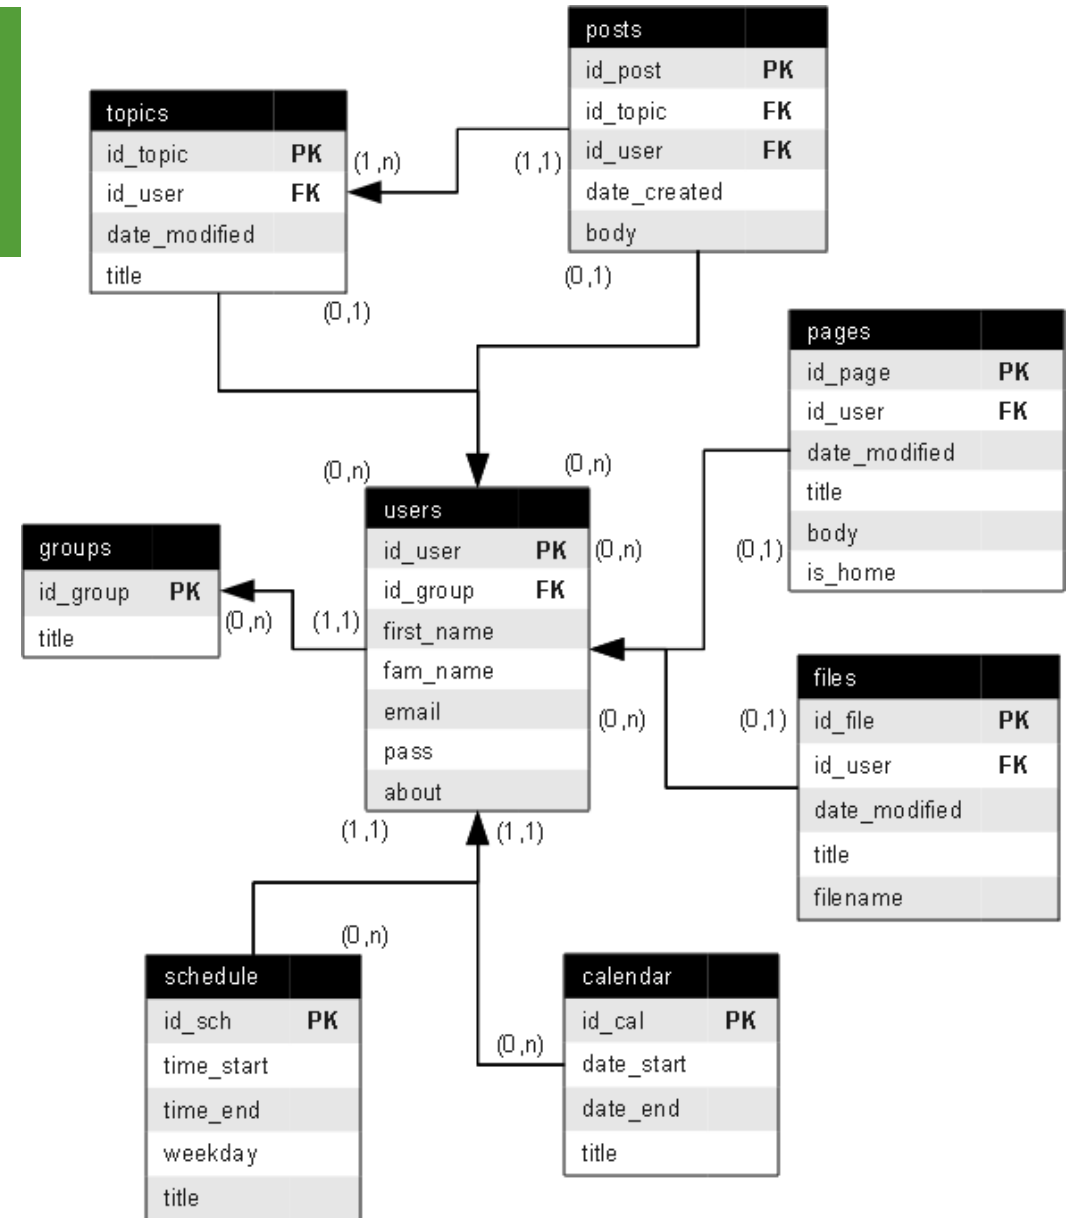 posts
id_post PK
id_topic FK
id_user FK
date_created
body
topics
id_topic PK
id_user FK
date_modified
title
(1,n)
(1,1)
(0,1)
(0,1)
pages
id_page PK
id_user FK
date_modified
title
body
is_home
(0,n)
(0,n)
users
id_user PK
id_group FK
first_name
fam_name
email
pass
about
groups
id_group PK
title
(0,n)
(1,1)
(0,n)
(0,1)
(0,n)
(0,1)
files
id_file PK
id_user FK
date_modified
title
filename
(1,1)
(1,1)
(0,n)
(0,n)
schedule
id_sch PK
time_start
time_end
weekday
title
calendar
id_cal PK
date_start
date_end
title